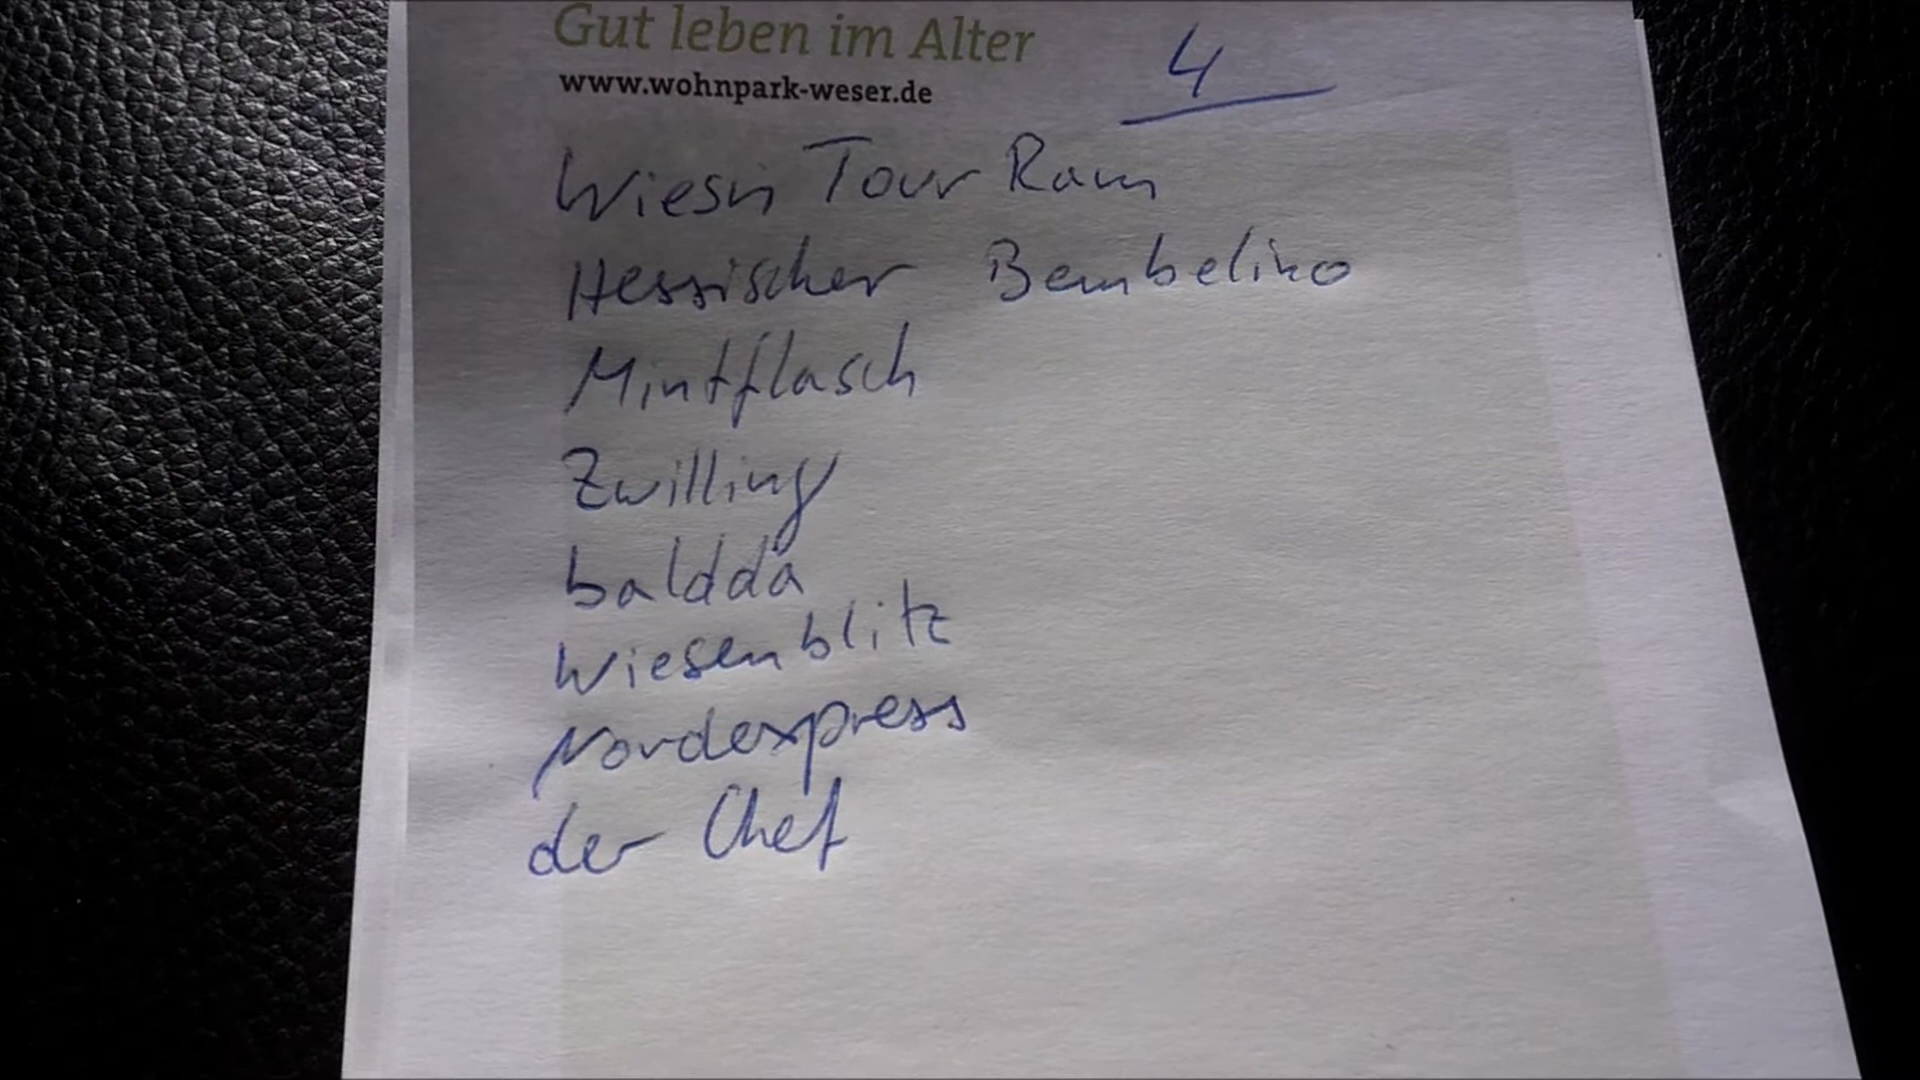 Gut leben im Alter
www.wohnpark-weser.de
4
Wiesn Tour Ram
Hessischer Bembelino
Mintflasch
Zwilling
baldda
Wiesenblitz
Nordexpress
der Chef